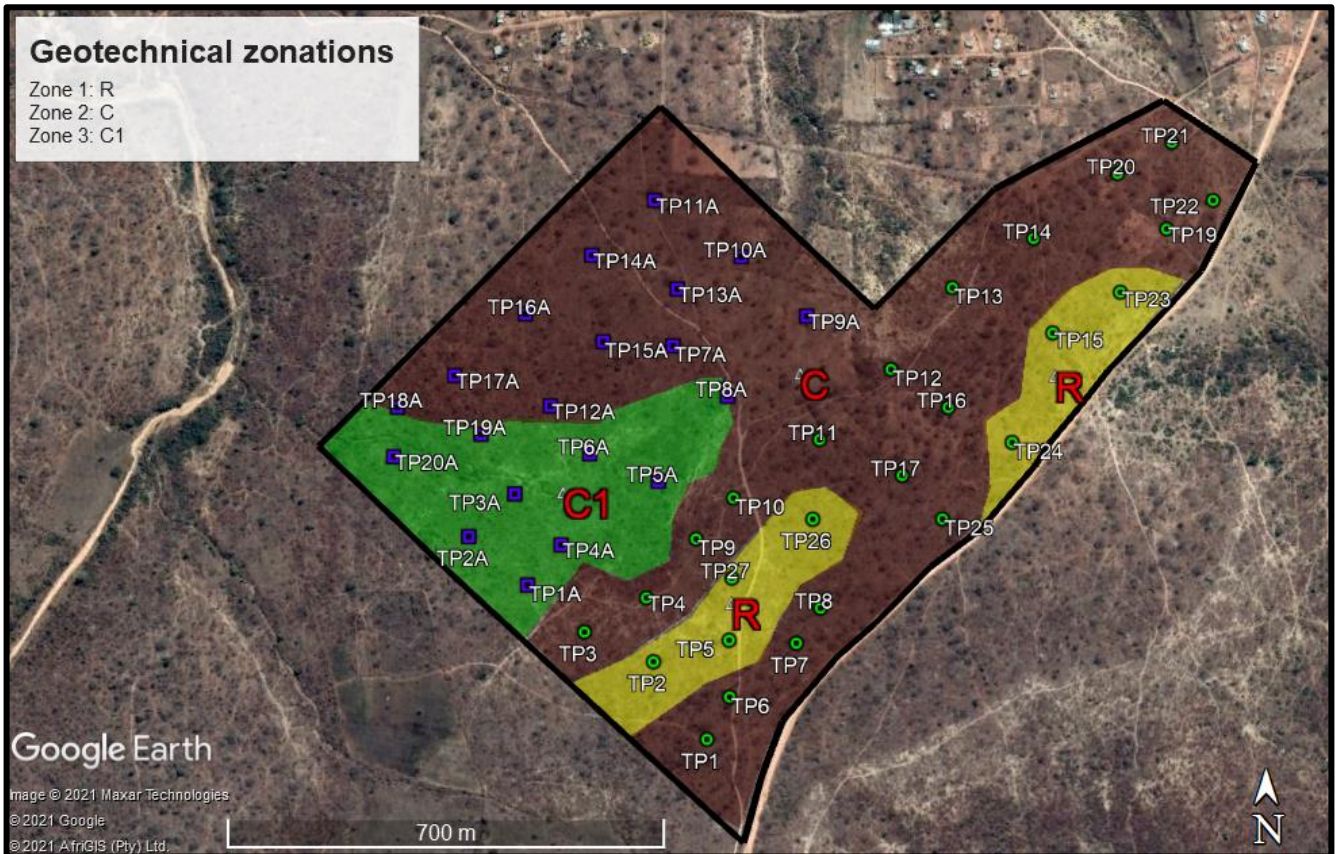 Geotechnical zonations
Zone 1: R
Zone 2: C
Zone 3: C1
TP21
TP20
TP11A
TP22
TP19
TP14
TP14A
TP10A
TP13A
TP13
TP23
TP16A
TP9A
TP15
TP15A
TP7A
TP17A
TP12
C
R
TP8A
TP18A
TP12A
TP16
TP19A
TP6A
TP11
TP24
TP20A
TP5A
TP17
TP3A
C1
TP10
TP26
TP25
TP2A
TP4A
TP9
TP27
TP1A
TP4
TP8
R
TP3
TP5
TP7
TP2
TP6
TP1
Google Earth
Image © 2021 Maxar Technologies
© 2021 Google
© 2021 AfriGIS (Pty) Ltd.
700 m
N